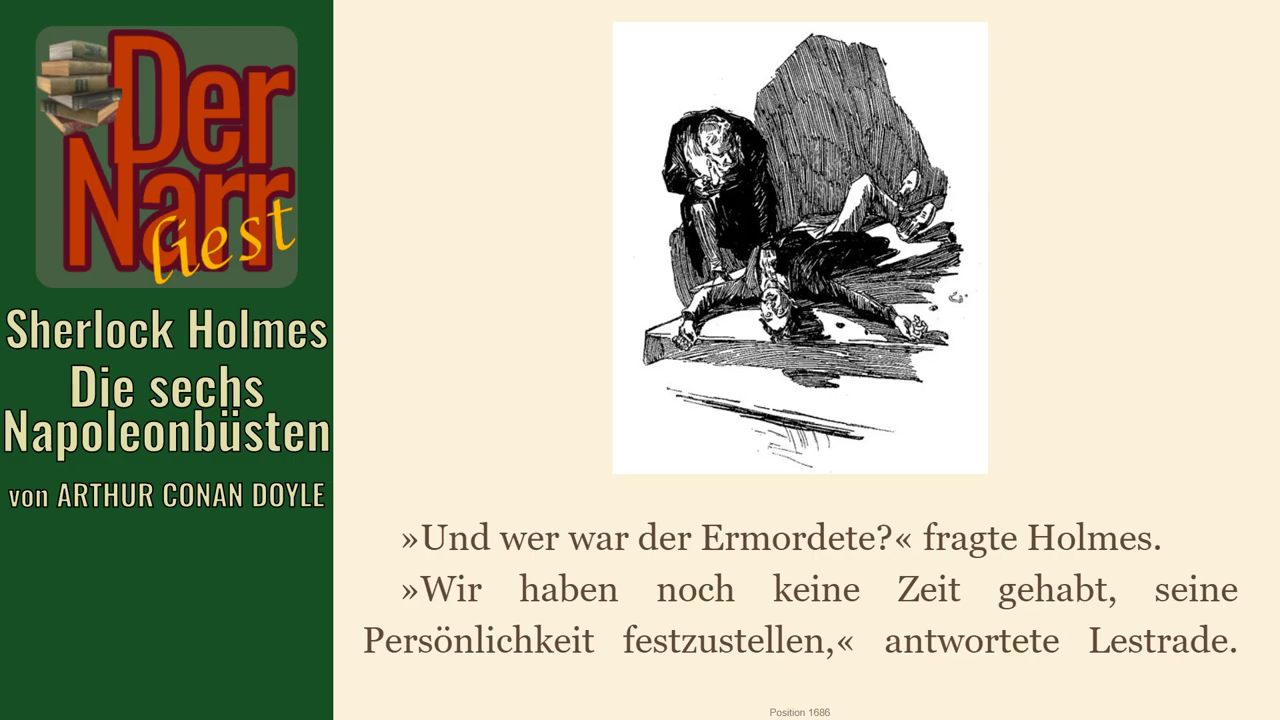 Der
Narr
liest
Sherlock Holmes
Die sechs
Napoleonbüsten
von ARTHUR CONAN DOYLE
»Und wer war der Ermordete?« fragte Holmes.
»Wir haben noch keine Zeit gehabt, seine
Persönlichkeit festzustellen,« antwortete Lestrade.
Position 1686